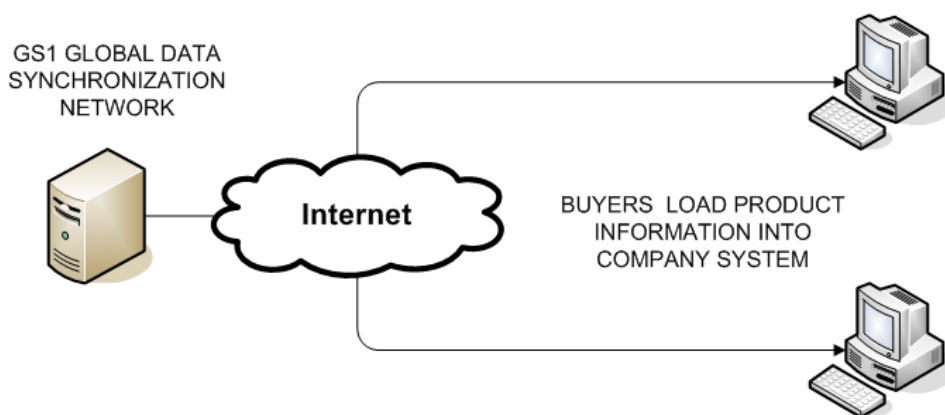 GS1 GLOBAL DATA
SYNCHRONIZATION
NETWORK
Internet
BUYERS LOAD PRODUCT
INFORMATION INTO
COMPANY SYSTEM